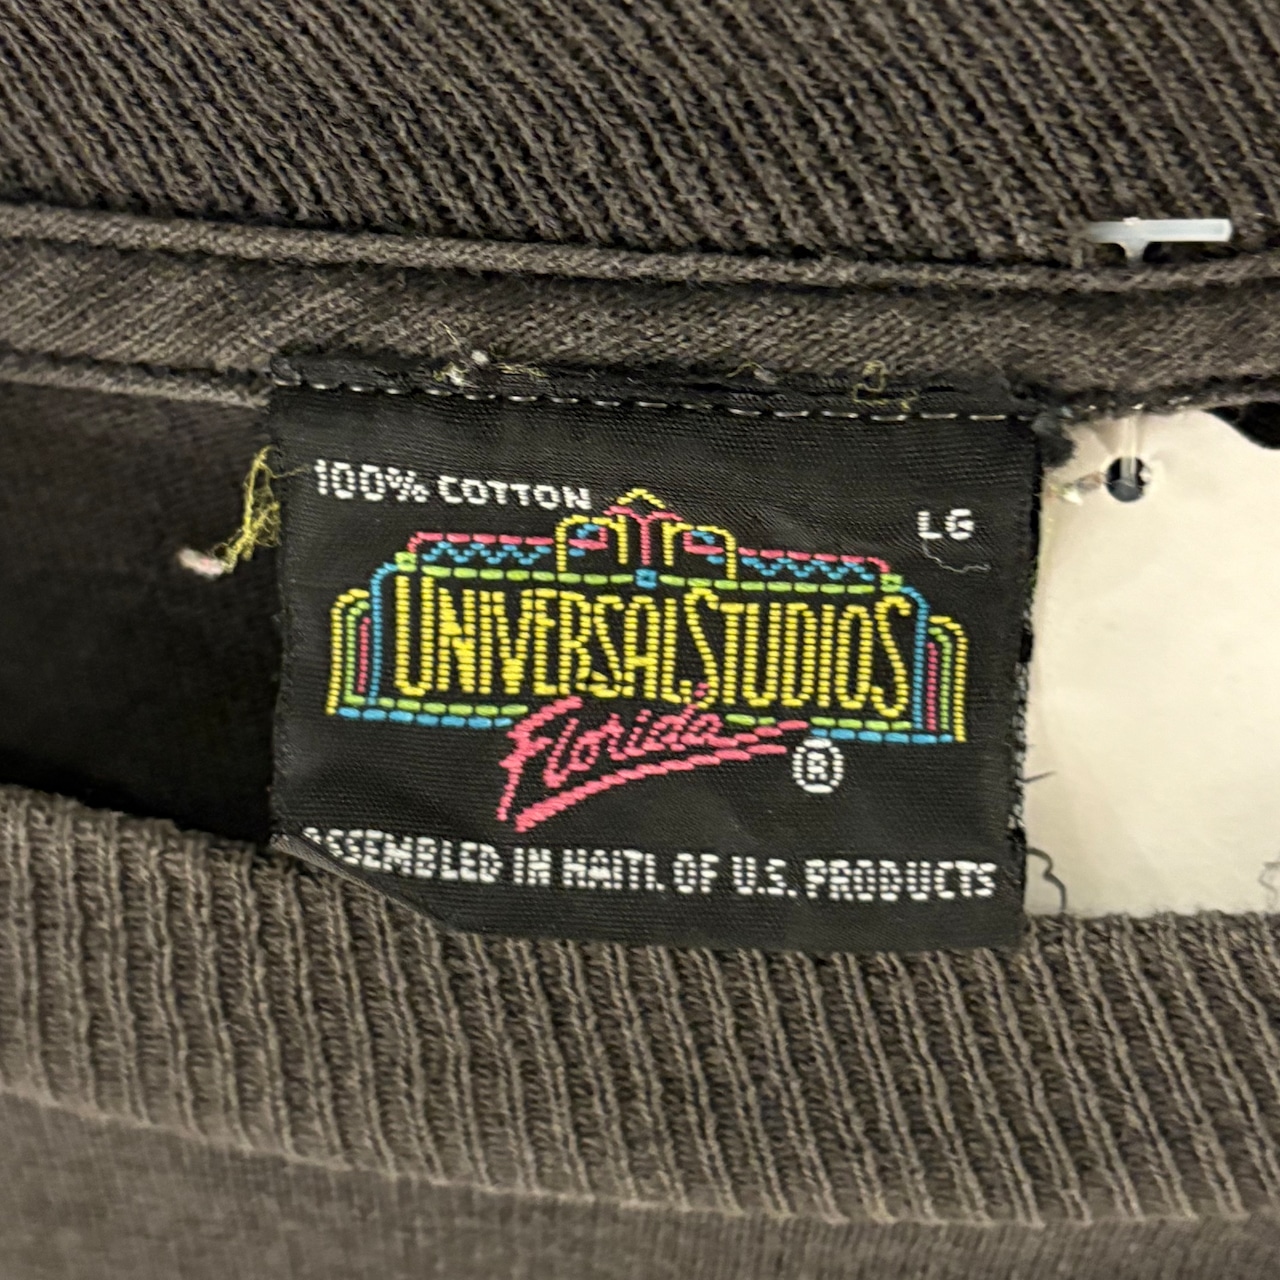 100% COTTON
LG
UNIVERSAL STUDIOS
Florida
®
ASSEMBLED IN HAITI. OF U.S. PRODUCTS